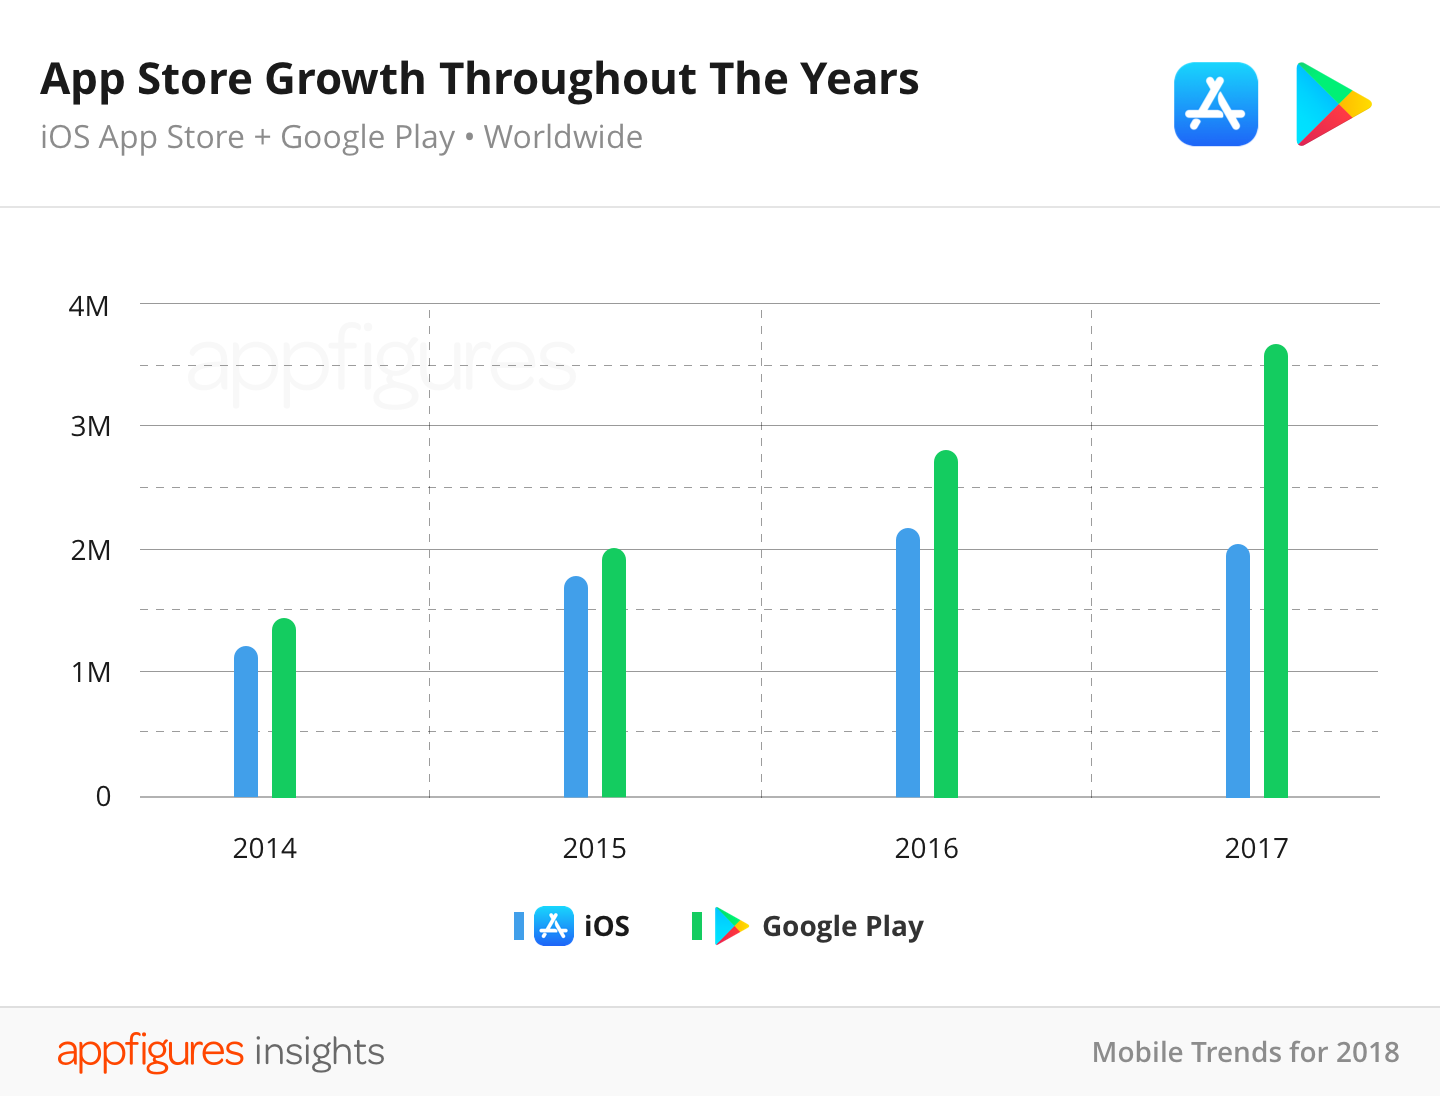 App Store Growth Throughout The Years
iOS App Store + Google Play • Worldwide
appfigures
4M
3M
2M
1M
0
2014 2015 2016 2017
iOS Google Play
appfigures insights Mobile Trends for 2018